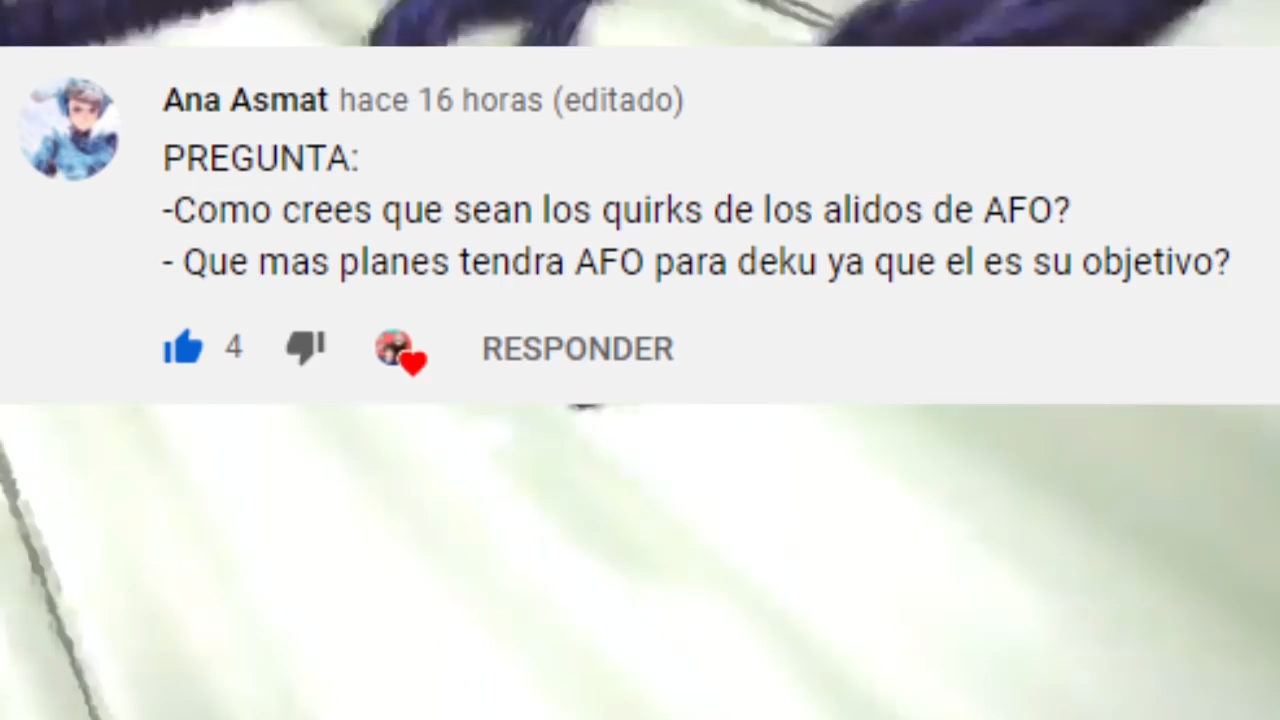 Ana Asmat hace 16 horas (editado)
PREGUNTA:
-Como crees que sean los quirks de los alidos de AFO?
- Que mas planes tendra AFO para deku ya que el es su objetivo?
4 RESPONDER